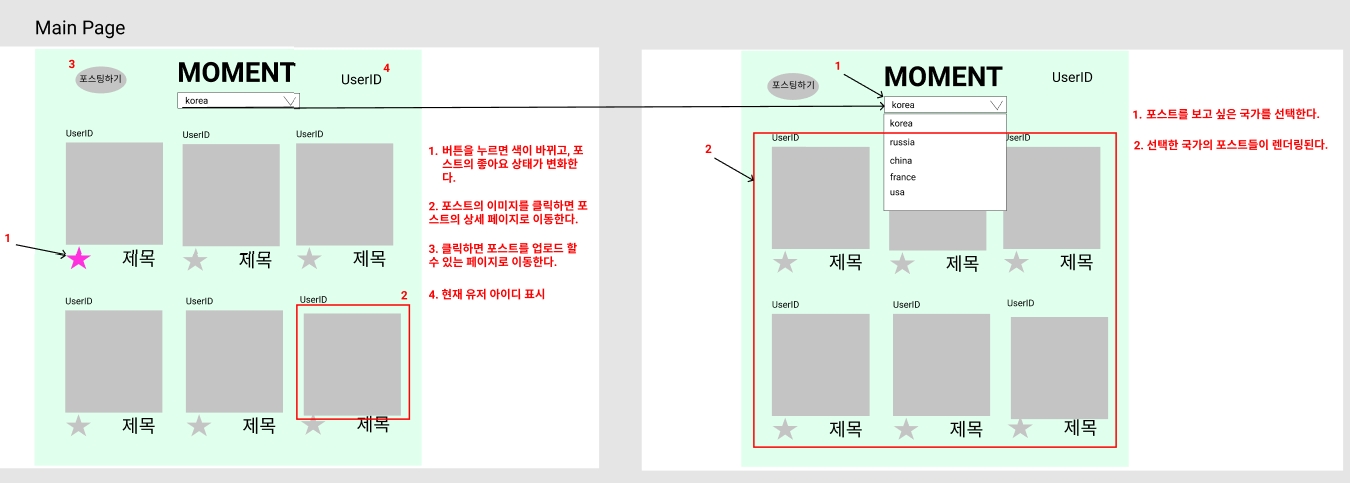 Main Page
3
포스팅하기
MOMENT
UserID
4
korea
UserID
UserID
UserID
1
제목
제목
제목
UserID
UserID
UserID
2
제목
제목
제목
1. 버튼을 누르면 색이 바뀌고, 포
스트의 좋아요 상태가 변화한
다.
2. 포스트의 이미지를 클릭하면 포
스트의 상세 페이지로 이동한다.
3. 클릭하면 포스트를 업로드 할
수 있는 페이지로 이동한다.
4. 현재 유저 아이디 표시
포스팅하기
1
MOMENT
UserID
korea
korea
russia
china
france
usa
2
UserID
UserID
제목
제목
제목
UserID
UserID
UserID
제목
제목
제목
1. 포스트를 보고 싶은 국가를 선택한다.
2. 선택한 국가의 포스트들이 렌더링된다.